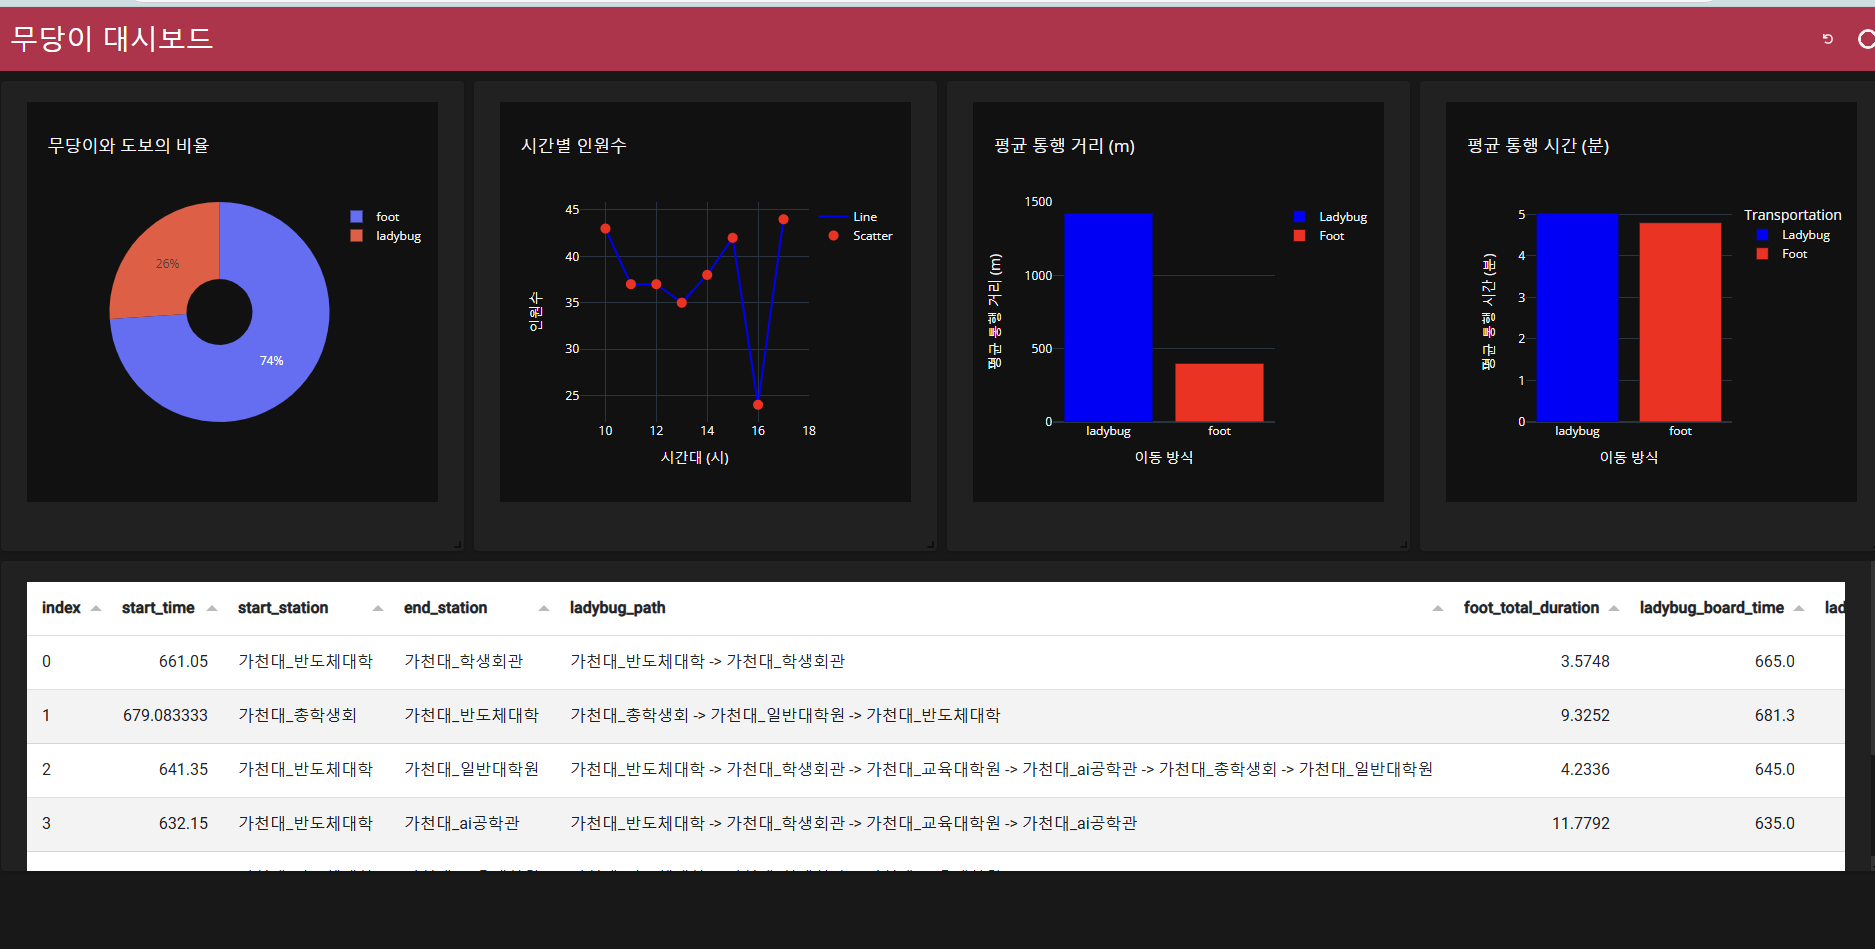 무당이 대시보드
무당이와 도보의 비율
foot
ladybug
26%
74%
시간별 인원수
45
40
35
30
25
인원수
10 12 14 16 18
시간대 (시)
Line
Scatter
평균 통행 거리 (m)
1500
1000
500
0
평균 통행 거리 (m)
ladybug foot
이동 방식
Ladybug
Foot
평균 통행 시간 (분)
5
4
3
2
1
0
평균 통행 시간 (분)
ladybug foot
이동 방식
Transportation
Ladybug
Foot
index start_time start_station end_station ladybug_path foot_total_duration ladybug_board_time lad
0 661.05 가천대_반도체대학 가천대_학생회관 가천대_반도체대학 -> 가천대_학생회관 3.5748 665.0
1 679.083333 가천대_총학생회 가천대_반도체대학 가천대_총학생회 -> 가천대_일반대학원 -> 가천대_반도체대학 9.3252 681.3
2 641.35 가천대_반도체대학 가천대_일반대학원 가천대_반도체대학 -> 가천대_학생회관 -> 가천대_교육대학원 -> 가천대_ai공학관 -> 가천대_총학생회 -> 가천대_일반대학원 4.2336 645.0
3 632.15 가천대_반도체대학 가천대_ai공학관 가천대_반도체대학 -> 가천대_학생회관 -> 가천대_교육대학원 -> 가천대_ai공학관 11.7792 635.0